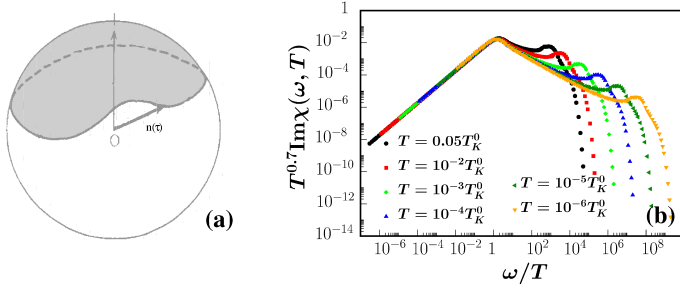 n(τ)
O
(a)
T^0.7 Imχ(ω, T)
1
10^-2
10^-4
10^-6
10^-8
10^-10
10^-12
10^-14
T = 0.05T_K^0
T = 10^-2 T_K^0
T = 10^-3 T_K^0
T = 10^-4 T_K^0
T = 10^-5 T_K^0
T = 10^-6 T_K^0
(b)
10^-6 10^-4 10^-2 1 10^2 10^4 10^6 10^8
ω/T